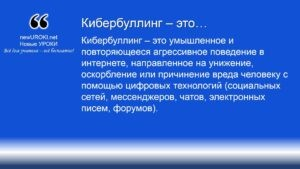 newUROKI.net
Новые УРОКИ
Всё для учителя – всё бесплатно!
Кибербуллинг – это…
Кибербуллинг – это умышленное и
повторяющееся агрессивное поведение в
интернете, направленное на унижение,
оскорбление или причинение вреда человеку с
помощью цифровых технологий (социальных
сетей, мессенджеров, чатов, электронных
писем, форумов).